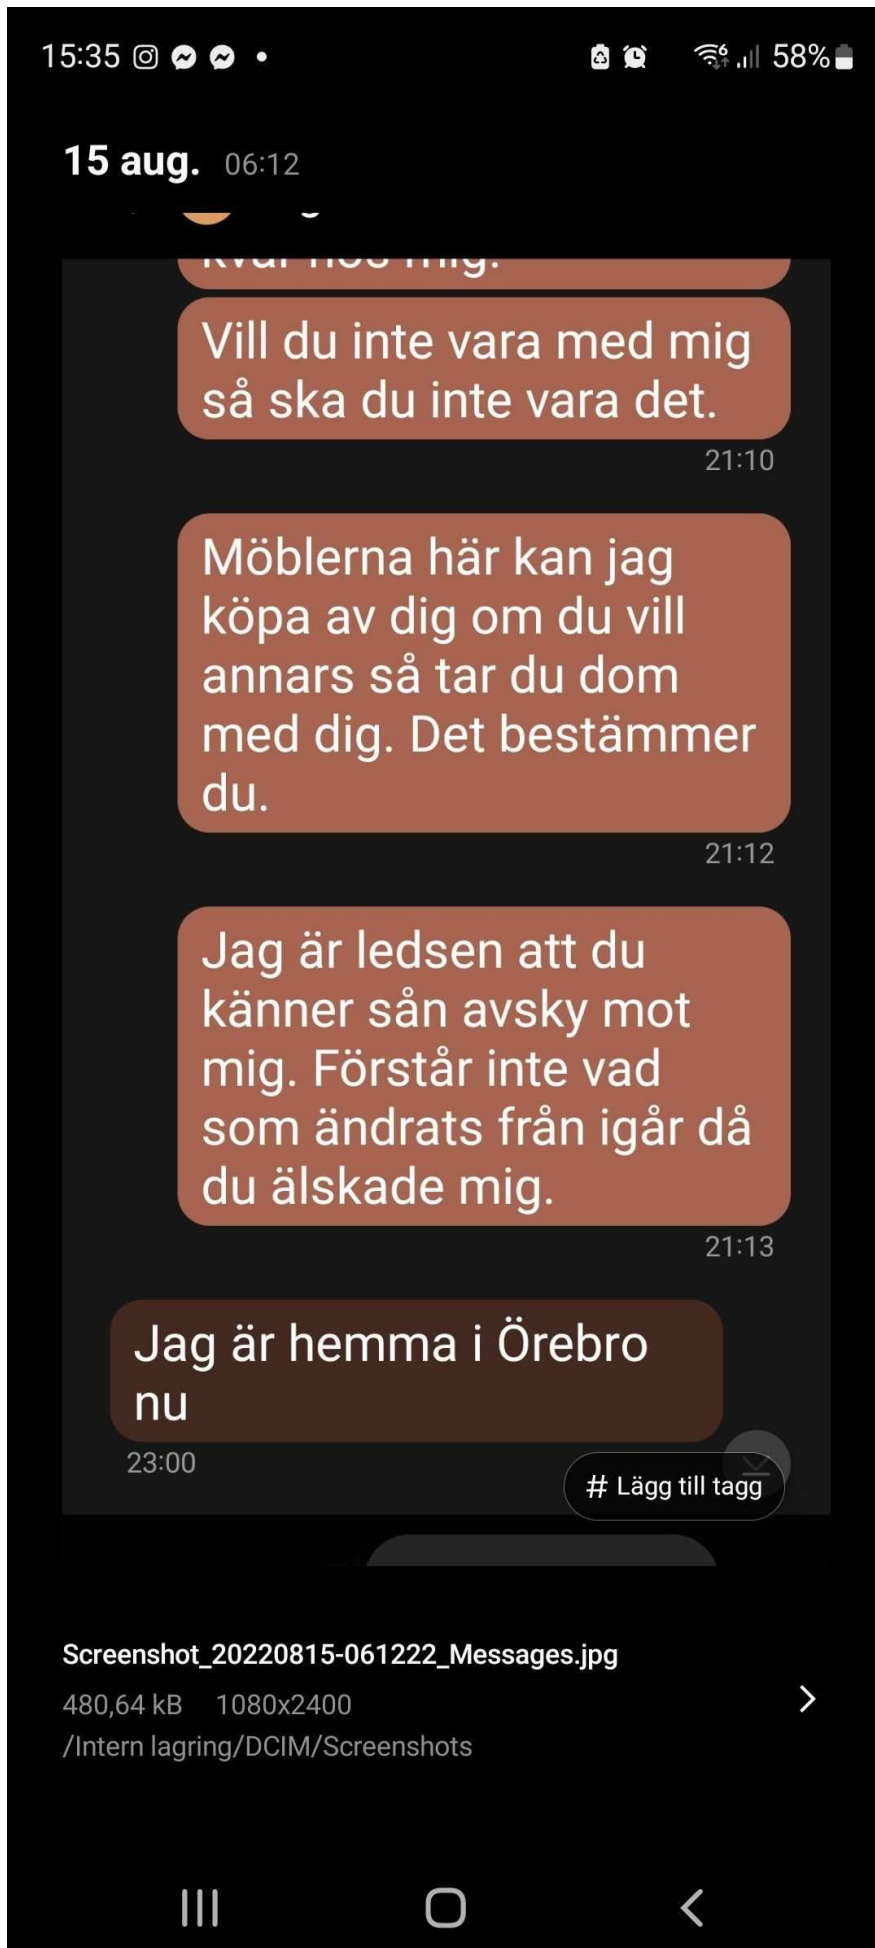 15:35
58%
15 aug. 06:12
kvar hos mig.
Vill du inte vara med mig
så ska du inte vara det.
21:10
Möblerna här kan jag
köpa av dig om du vill
annars så tar du dom
med dig. Det bestämmer
du.
21:12
Jag är ledsen att du
känner sån avsky mot
mig. Förstår inte vad
som ändrats från igår då
du älskade mig.
21:13
Jag är hemma i Örebro
nu
23:00
# Lägg till tagg
Screenshot_20220815-061222_Messages.jpg
480,64 kB 1080x2400
/Intern lagring/DCIM/Screenshots